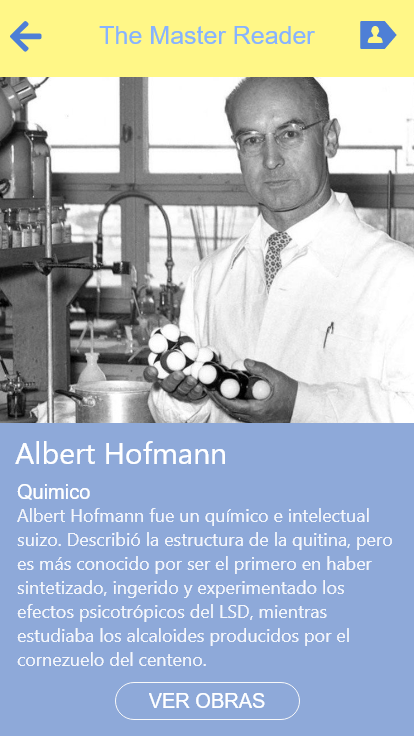 The Master Reader
Albert Hofmann
Quimico
Albert Hofmann fue un químico e intelectual
suizo. Describió la estructura de la quitina, pero
es más conocido por ser el primero en haber
sintetizado, ingerido y experimentado los
efectos psicotrópicos del LSD, mientras
estudiaba los alcaloides producidos por el
cornezuelo del centeno.
VER OBRAS